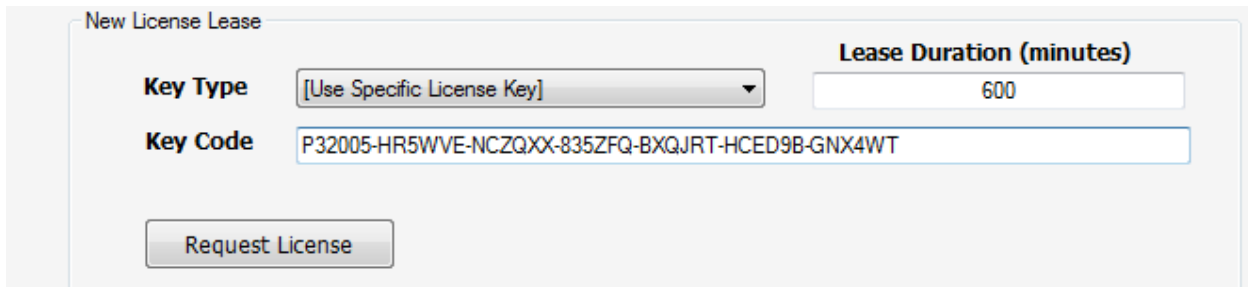 New License Lease
Lease Duration (minutes)
Key Type [Use Specific License Key] 600
Key Code P32005-HR5WVE-NCZQXX-835ZFQ-BXQJRT-HCED9B-GNX4WT
Request License